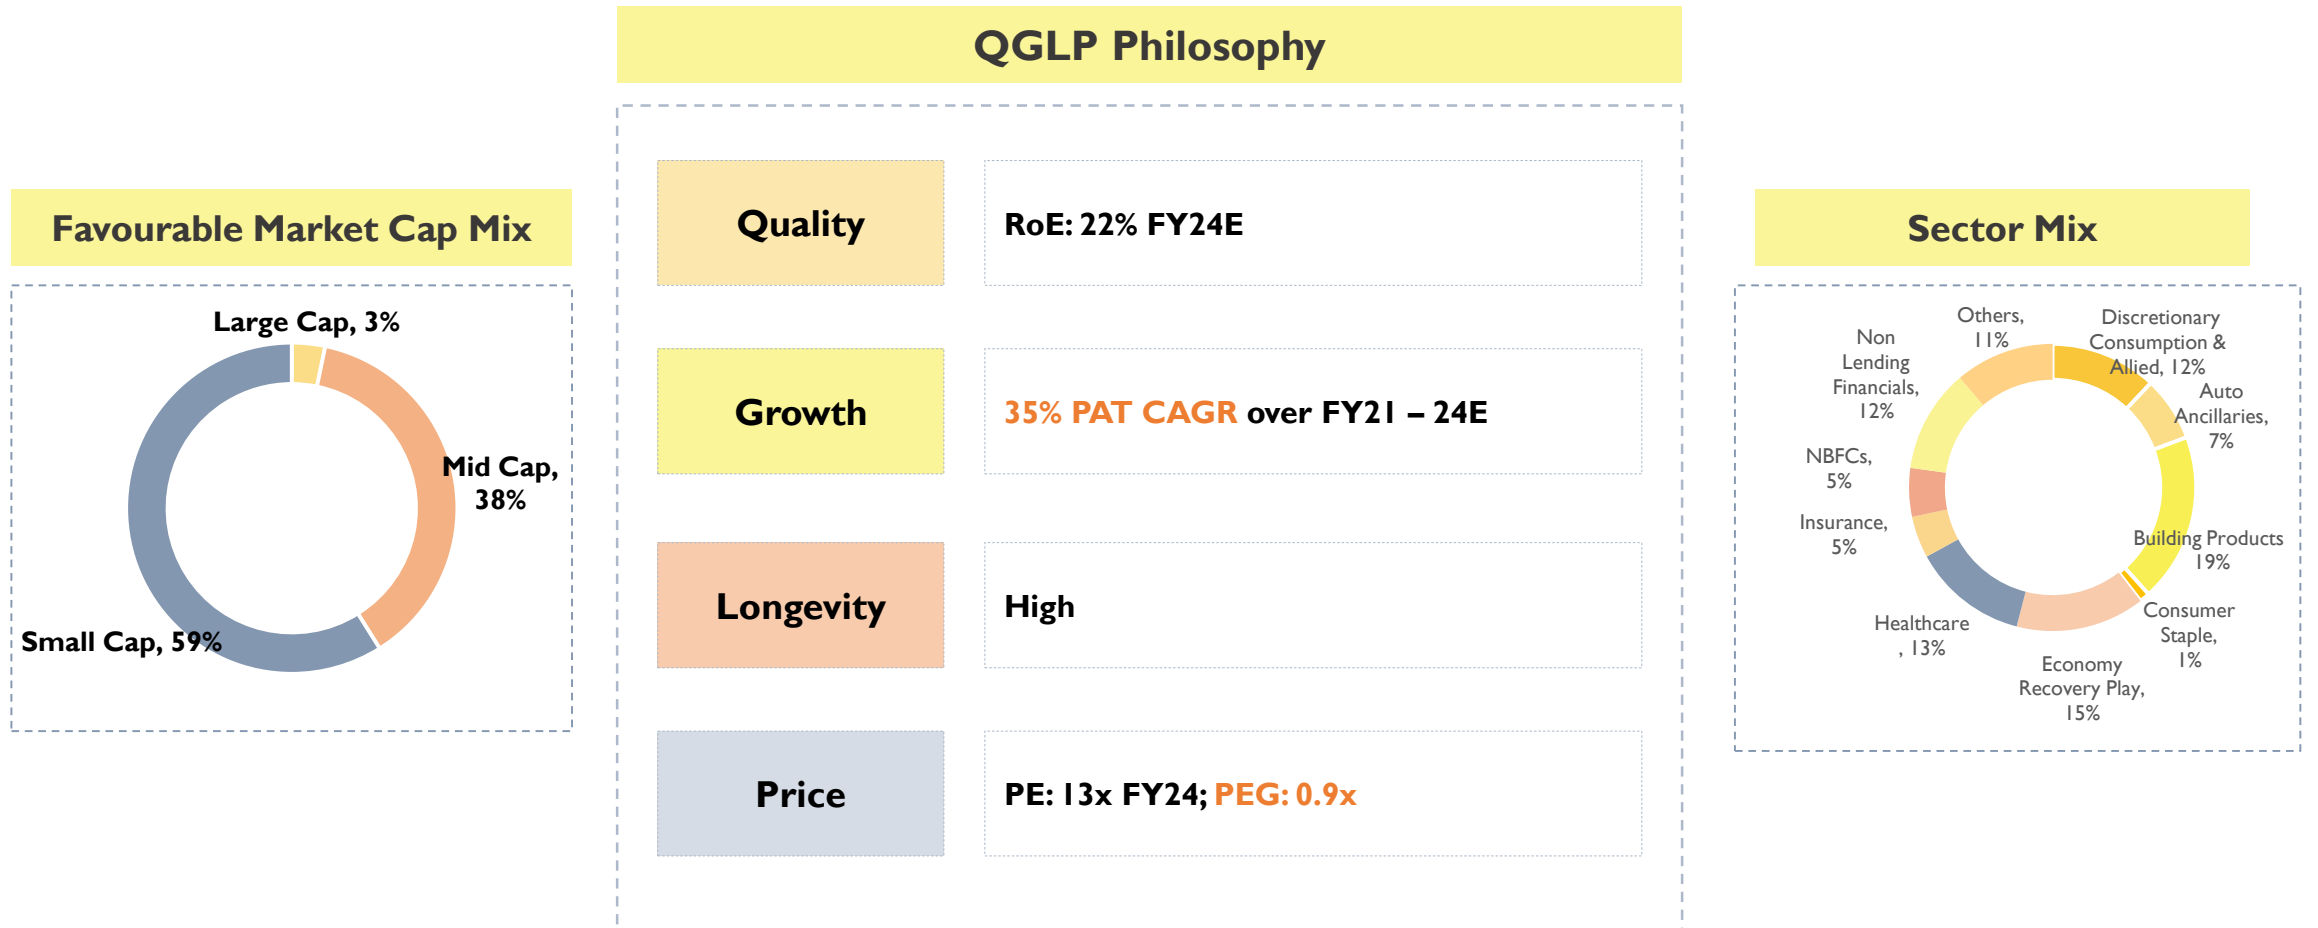 QGLP Philosophy
Favourable Market Cap Mix
Large Cap, 3%
Mid Cap,
38%
Small Cap, 59%
Quality
RoE: 22% FY24E
Growth
35% PAT CAGR over FY21 – 24E
Longevity
High
Price
PE: 13x FY24; PEG: 0.9x
Sector Mix
Others,
11%
Discretionary
Consumption &
Allied, 12%
Auto
Ancillaries,
7%
Building Products
19%
Consumer
Staple,
1%
Economy
Recovery Play,
15%
Healthcare
, 13%
Insurance,
5%
NBFCs,
5%
Non
Lending
Financials,
12%